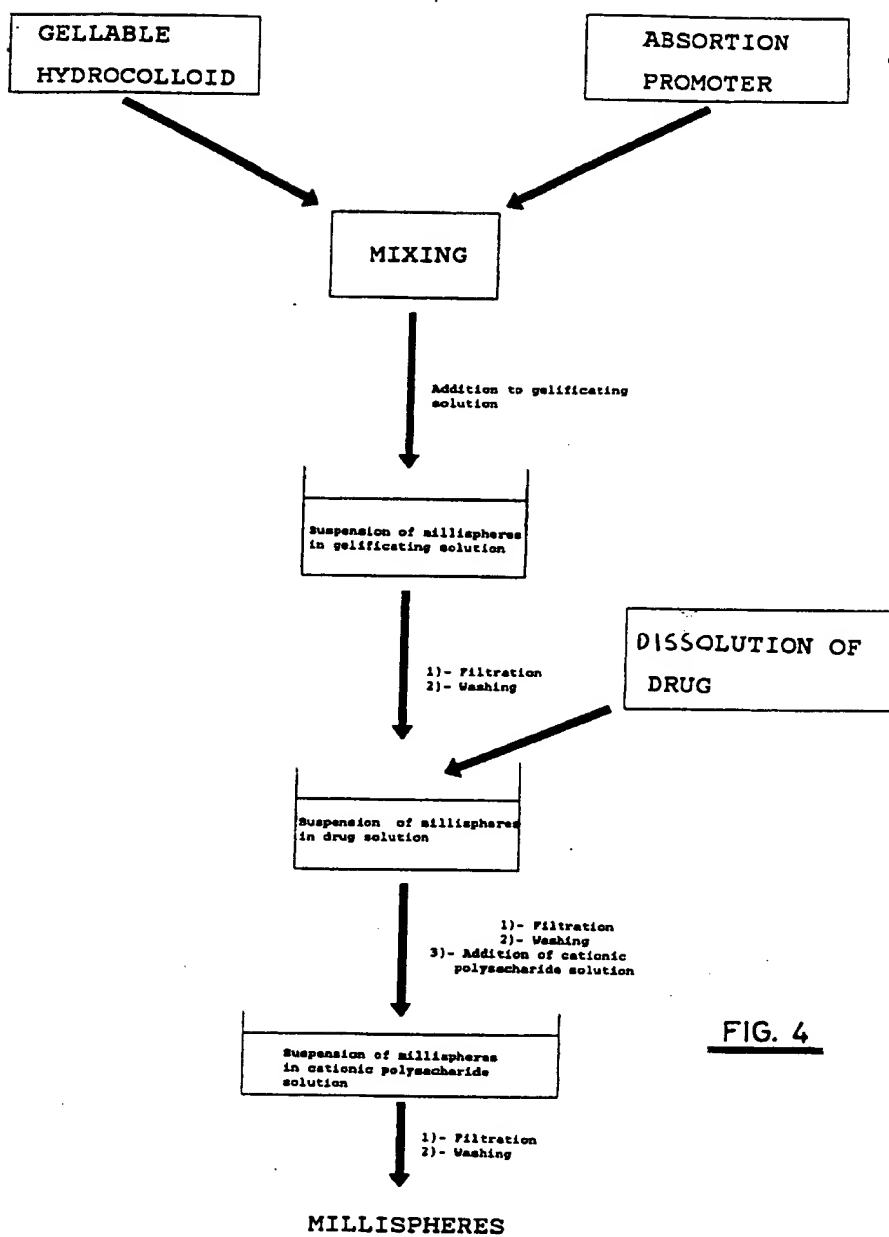 GELLABLE
HYDROCOLLOID
ABSORTION
PROMOTER
MIXING
Addition to gelificating
solution
Suspension of millispheres
in gelificating solution
1)- Filtration
2)- Washing
DISSOLUTION OF
DRUG
Suspension of millispheres
in drug solution
1)- Filtration
2)- Washing
3)- Addition of cationic
polysacharide solution
Suspension of millispheres
in cationic polysacharide
solution
FIG. 4
1)- Filtration
2)- Washing
MILLISPHERES